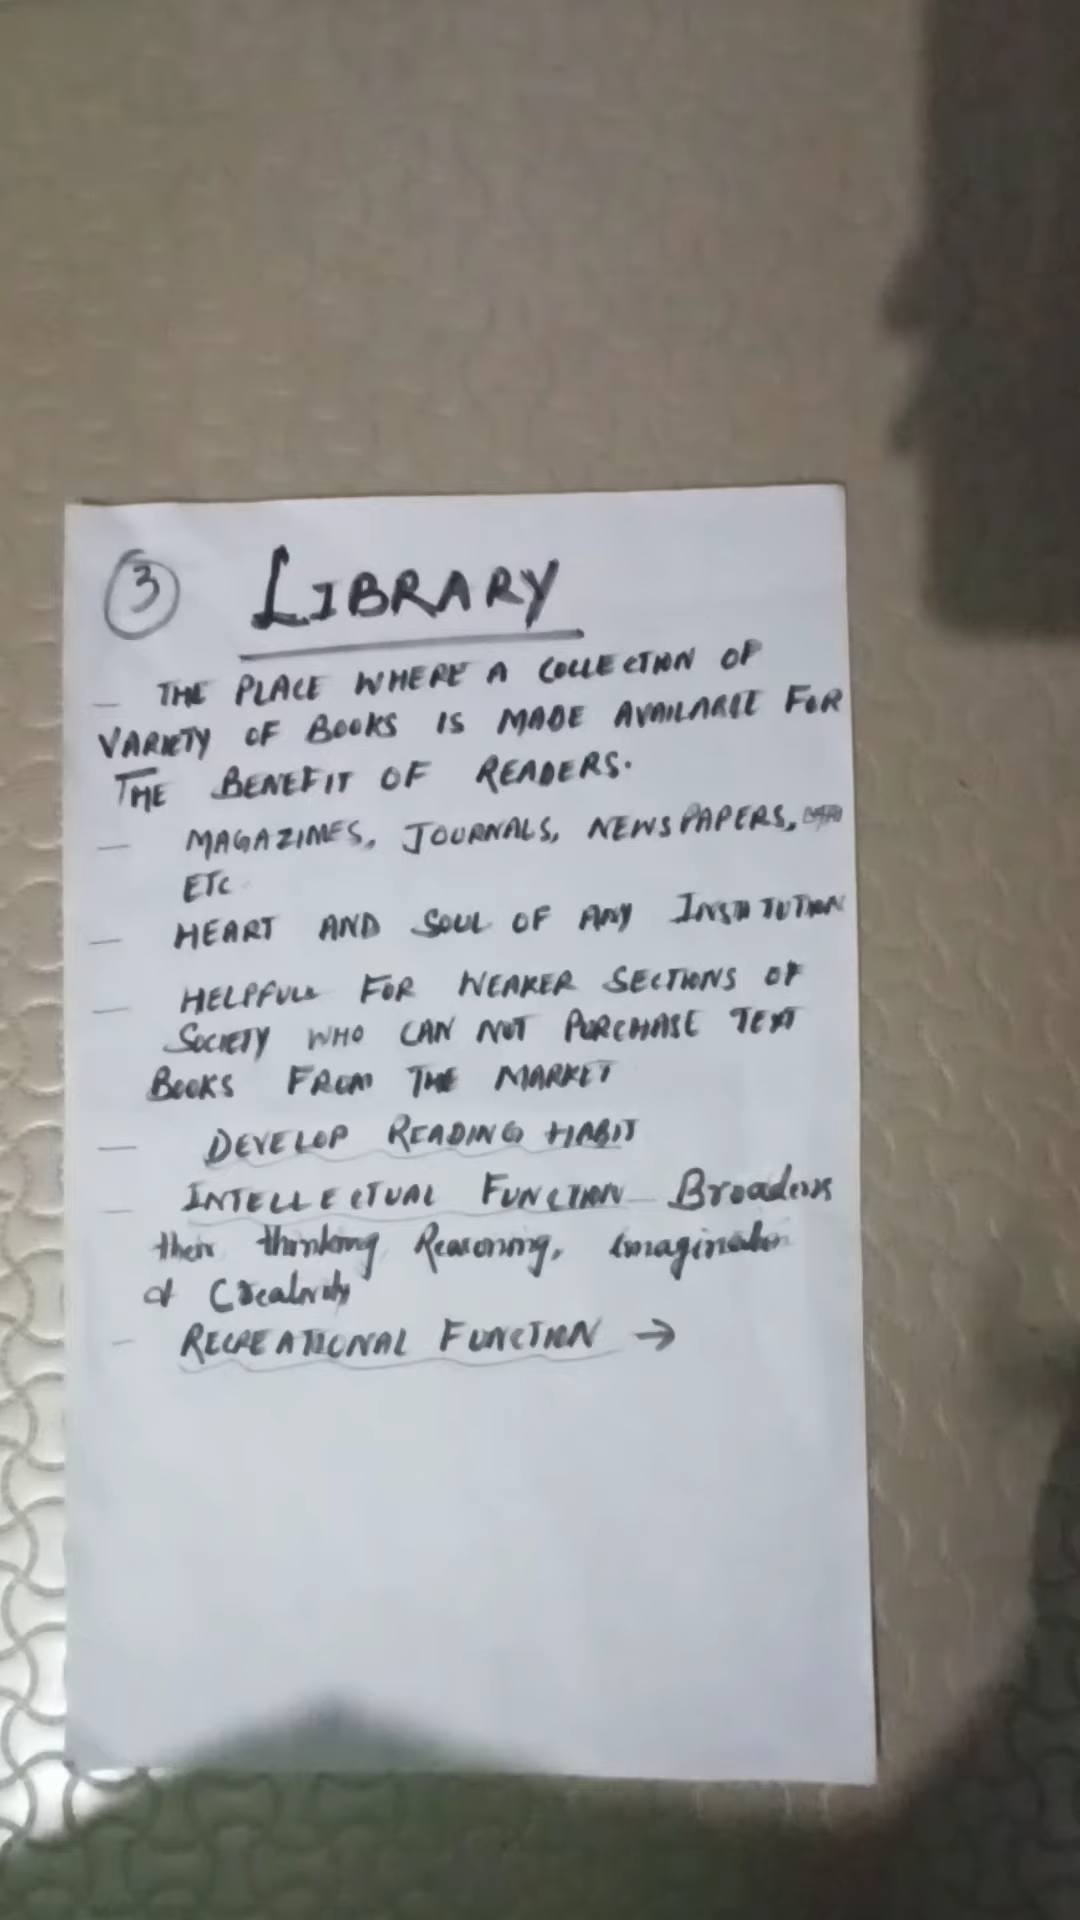 3 LIBRARY
— THE PLACE WHERE A COLLECTION OF
VARIETY OF BOOKS IS MADE AVAILABLE FOR
THE BENEFIT OF READERS.
— MAGAZIMES, JOURNALS, NEWSPAPERS,
ETC.
— HEART AND SOUL OF ANY INSTITUTION
— HELPFULL FOR WEAKER SECTIONS OF
SOCIETY WHO CAN NOT PURCHASE TEXT
BOOKS FROM THE MARKET
— DEVELOP READING HABIT
— INTELLECTUAL FUNCTION Broadens
their thinking Reasoning, imagination
& Creativity
— RECREATIONAL FUNCTION →